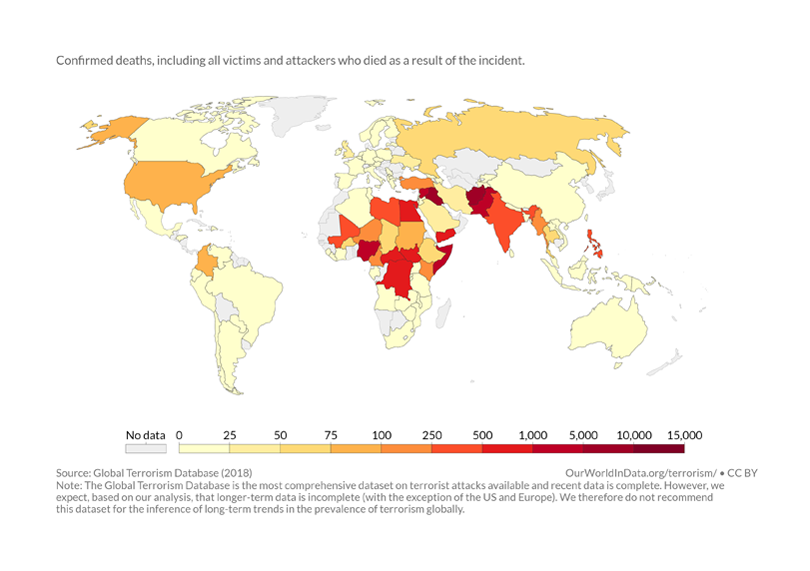 Confirmed deaths, including all victims and attackers who died as a result of the incident.
No data 0 25 50 75 100 250 500 1,000 5,000 10,000 15,000
Source: Global Terrorism Database (2018) OurWorldInData.org/terrorism/ • CC BY
Note: The Global Terrorism Database is the most comprehensive dataset on terrorist attacks available and recent data is complete. However, we
expect, based on our analysis, that longer-term data is incomplete (with the exception of the US and Europe). We therefore do not recommend
this dataset for the inference of long-term trends in the prevalence of terrorism globally.